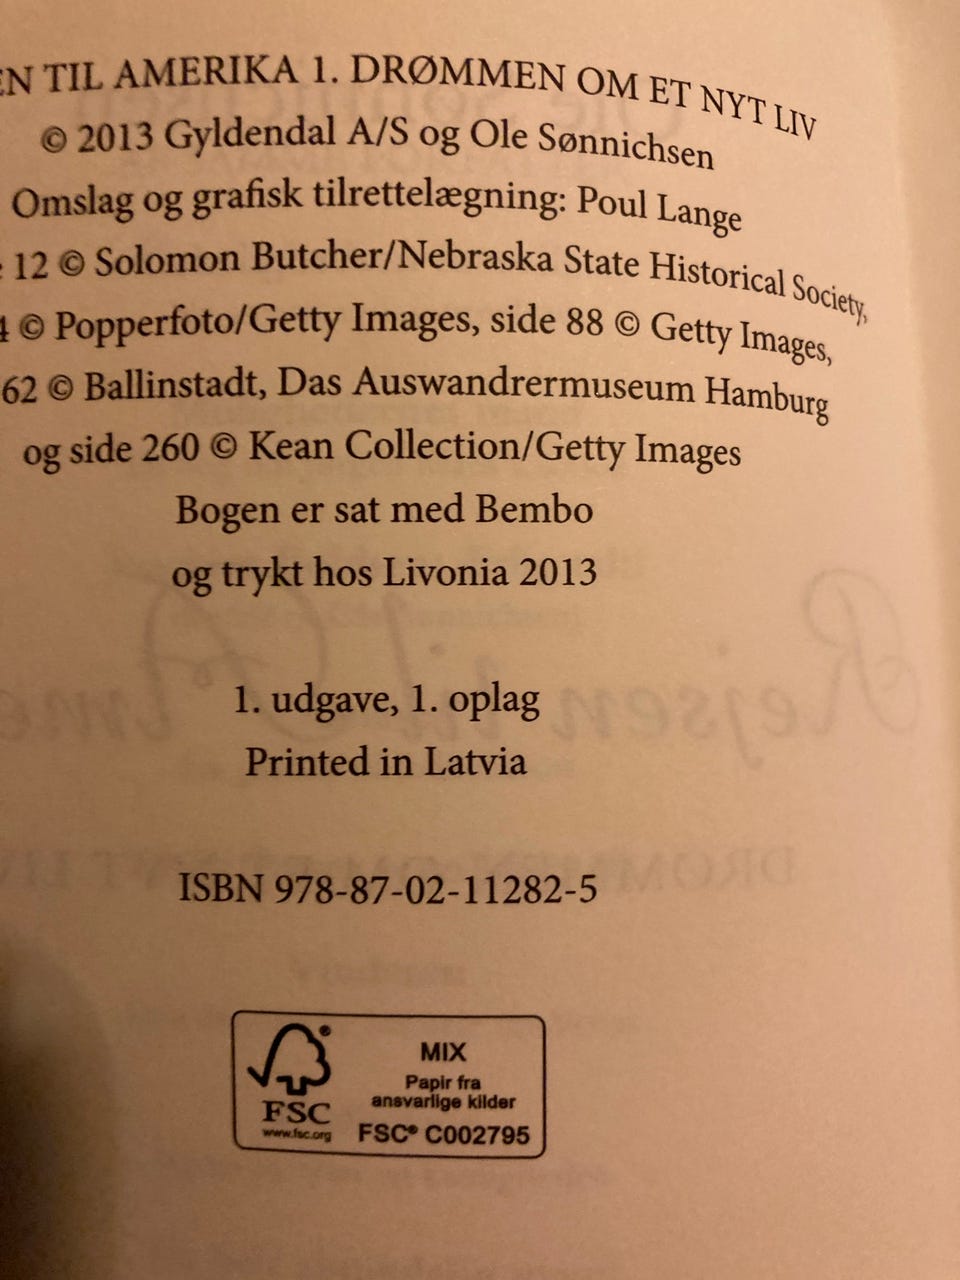 EN TIL AMERIKA 1. DRØMMEN OM ET NYT LIV
© 2013 Gyldendal A/S og Ole Sønnichsen
Omslag og grafisk tilrettelægning: Poul Lange
12 © Solomon Butcher/Nebraska State Historical Society,
4 © Popperfoto/Getty Images, side 88 © Getty Images,
62 © Ballinstadt, Das Auswandrermuseum Hamburg
og side 260 © Kean Collection/Getty Images
Bogen er sat med Bembo
og trykt hos Livonia 2013
1. udgave, 1. oplag
Printed in Latvia
ISBN 978-87-02-11282-5
MIX
Papir fra
ansvarlige kilder
FSC® C002795
FSC
www.fsc.org